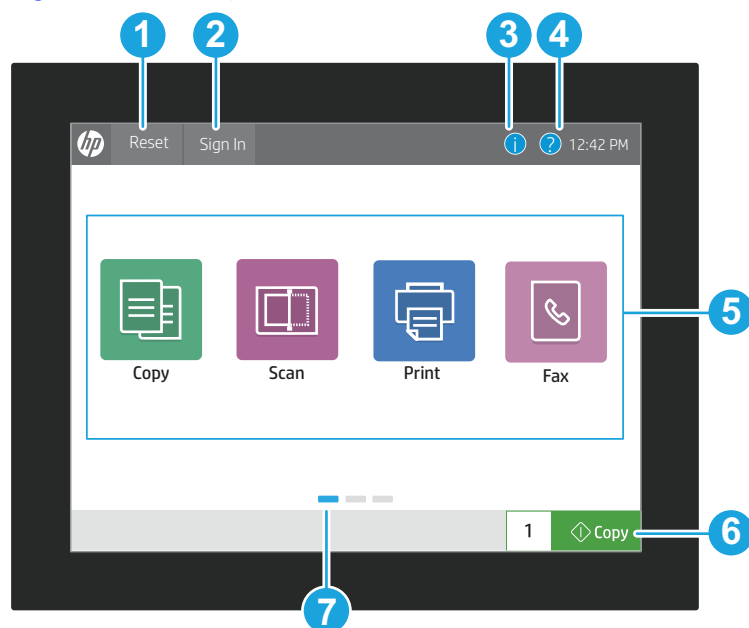 1 2 3 4
hp Reset Sign In i ? 12:42 PM
5
Copy Scan Print Fax
1 Copy 6
7